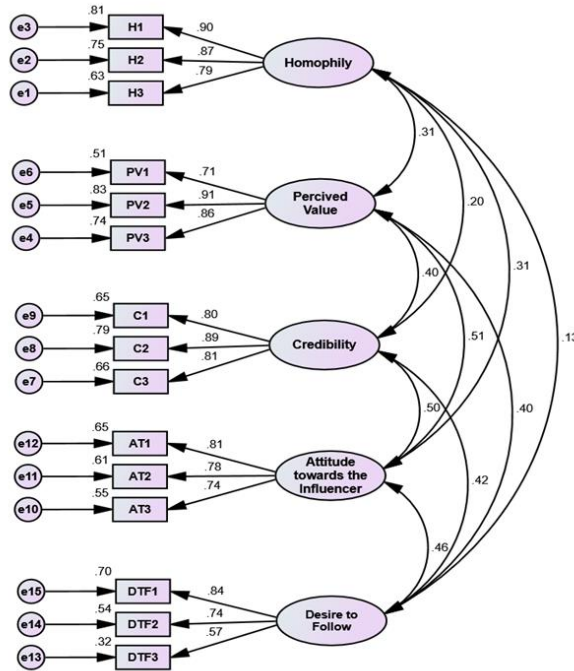 .81
e3 H1 .90
.75
e2 H2 .87
Homophily
.63
e1 H3 .79
.31
.51
e6 PV1 .71
.83
e5 PV2 .91
Percived
Value
.20
.74
e4 PV3 .86
.40
.31
.65
e9 C1 .80
.51
.13
.79
e8 C2 .89
Credibility
.66
e7 C3 .81
.50
.40
.65
e12 AT1 .81
.61
e11 AT2 .78
Attitude
towards the
Influencer
.42
.55
e10 AT3 .74
.46
.70
e15 DTF1 .84
.54
e14 DTF2 .74
Desire to
Follow
.32
e13 DTF3 .57